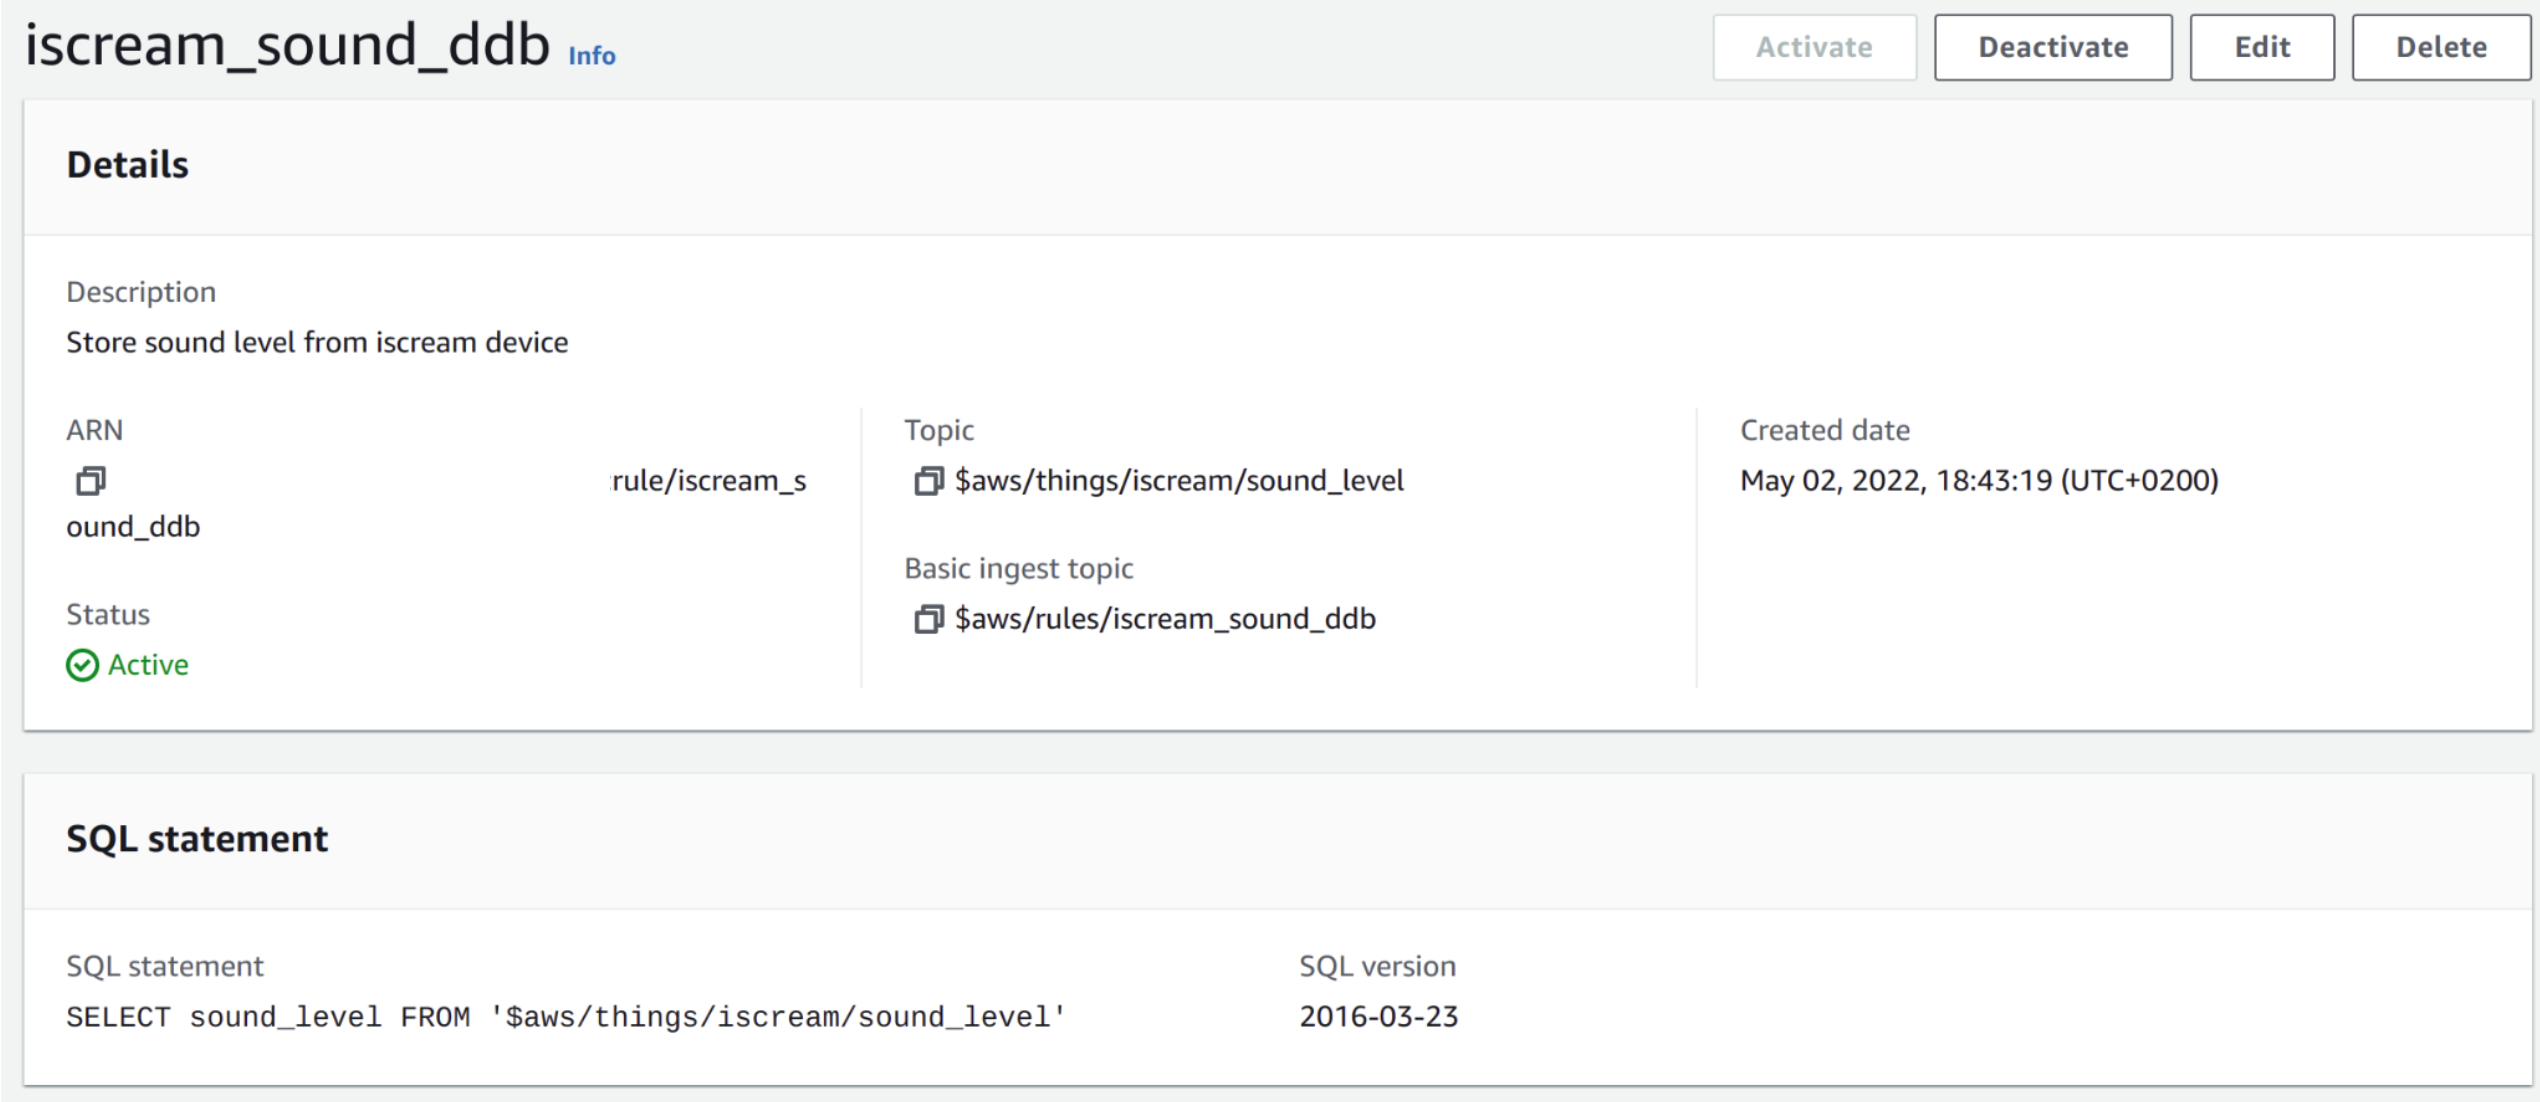 iscream_sound_ddb Info
Activate Deactivate Edit Delete
Details
Description
Store sound level from iscream device
ARN
:rule/iscream_s
ound_ddb
Status
Active
Topic
$aws/things/iscream/sound_level
Basic ingest topic
$aws/rules/iscream_sound_ddb
Created date
May 02, 2022, 18:43:19 (UTC+0200)
SQL statement
SQL statement
SELECT sound_level FROM '$aws/things/iscream/sound_level'
SQL version
2016-03-23